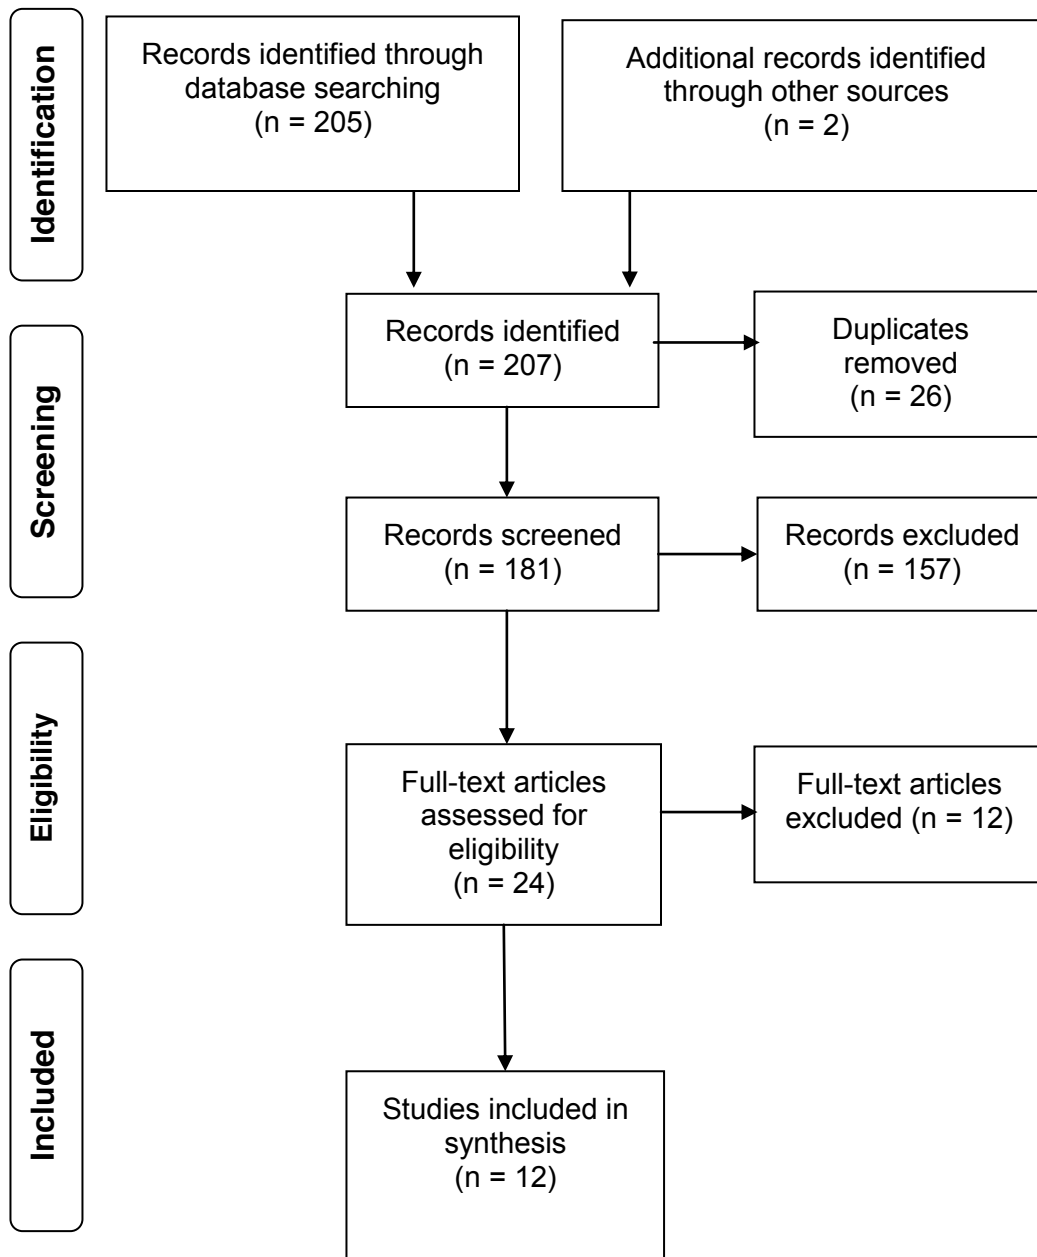 Identification
Records identified through
database searching
(n = 205)
Additional records identified
through other sources
(n = 2)
Screening
Records identified
(n = 207)
Duplicates
removed
(n = 26)
Records screened
(n = 181)
Records excluded
(n = 157)
Eligibility
Full-text articles
assessed for
eligibility
(n = 24)
Full-text articles
excluded (n = 12)
Included
Studies included in
synthesis
(n = 12)